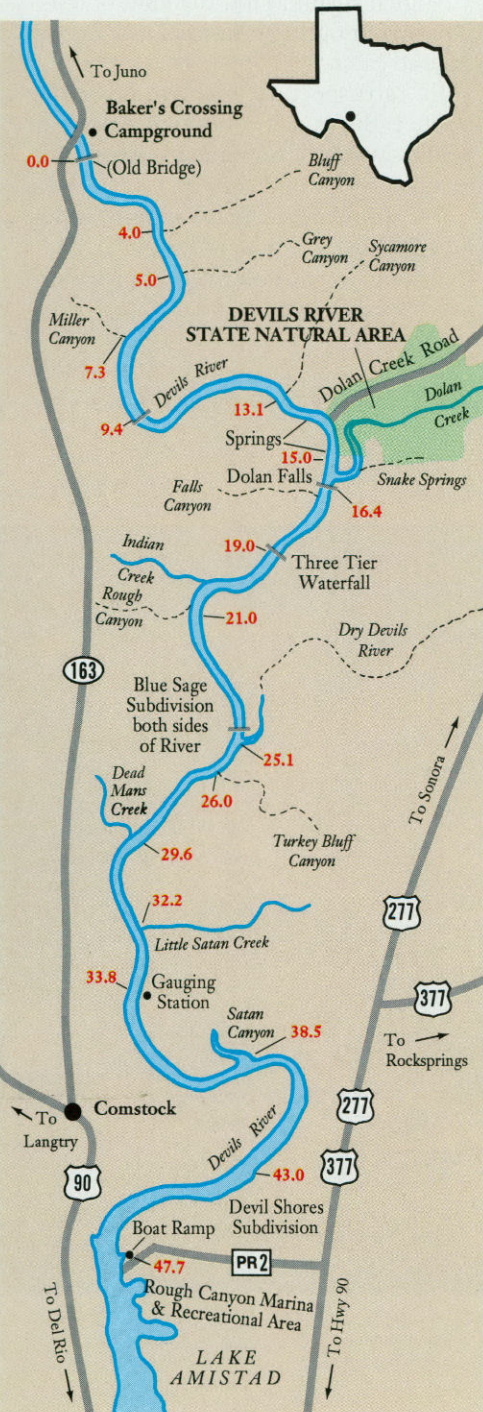 To Juno
Baker's Crossing
Campground
0.0
(Old Bridge)
Bluff
Canyon
4.0
Grey
Canyon
Sycamore
Canyon
5.0
Miller
Canyon
DEVILS RIVER
STATE NATURAL AREA
7.3
Devils River
Dolan Creek Road
Dolan
Creek
13.1
9.4
Springs
15.0
Dolan Falls
Snake Springs
Falls
Canyon
16.4
19.0
Indian
Creek
Three Tier
Waterfall
Rough
Canyon
21.0
Dry Devils
River
163
Blue Sage
Subdivision
both sides
of River
25.1
To Sonora
Dead
Mans
Creek
26.0
Turkey Bluff
Canyon
29.6
32.2
277
Little Satan Creek
33.8
Gauging
Station
377
Satan
Canyon
38.5
To
Rocksprings
Comstock
To
Langtry
277
Devils River
377
90
43.0
Devil Shores
Subdivision
Boat Ramp
47.7
PR2
Rough Canyon Marina
& Recreational Area
To Del Rio
To Hwy 90
LAKE
AMISTAD